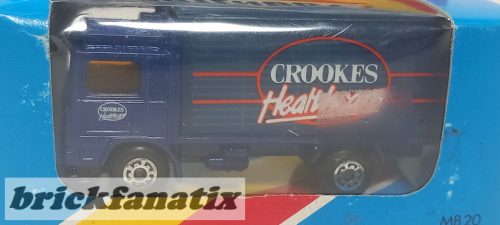 CROOKES
Healthcare
CROOKES
Healthcare
brickfanatix
MB 20